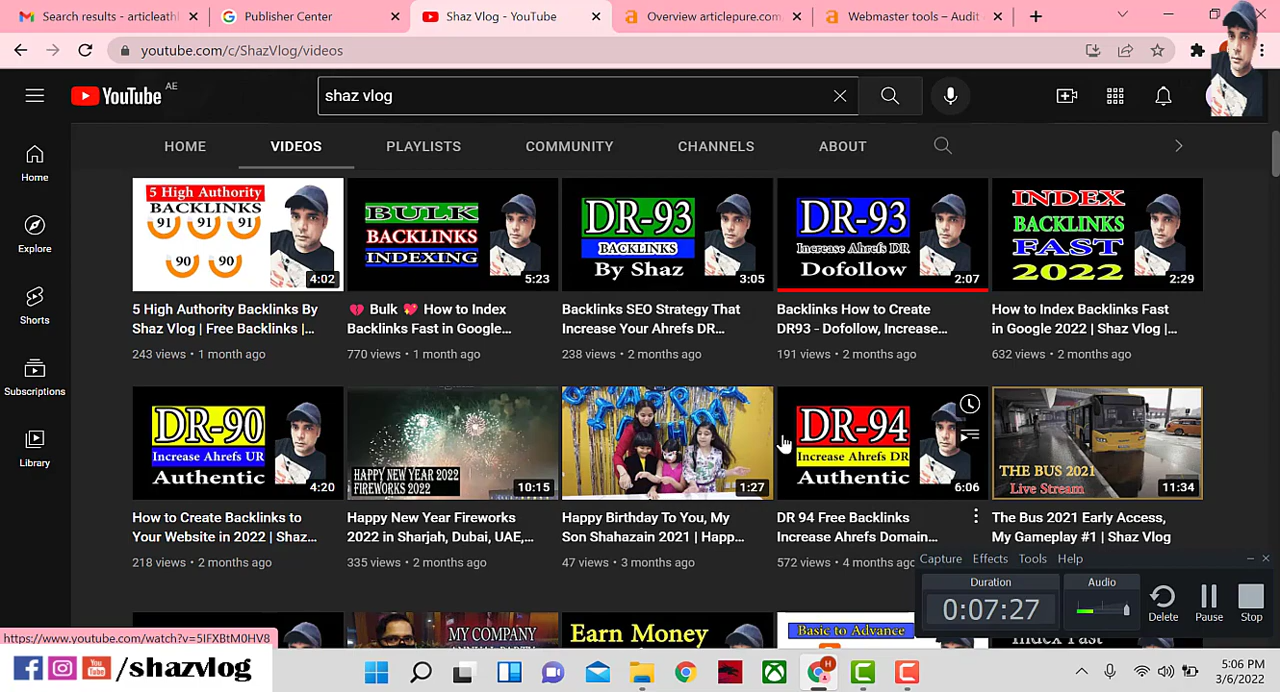 Search results - articleathl
Publisher Center
Shaz Vlog - YouTube
Overview articlepure.com
Webmaster tools – Audit
youtube.com/c/ShazVlog/videos
YouTube AE
shaz vlog
HOME VIDEOS PLAYLISTS COMMUNITY CHANNELS ABOUT
Home
Explore
Shorts
Subscriptions
Library
5 High Authority
BACKLINKS
91 91 91
90 90
4:02
BULK
BACKLINKS
INDEXING
5:23
DR-93
BACKLINKS
By Shaz
3:05
DR-93
Increase Ahrefs DR
Dofollow
2:07
INDEX
BACKLINKS
FAST
2022
2:29
5 High Authority Backlinks By
Shaz Vlog | Free Backlinks |...
243 views • 1 month ago
💔 Bulk 💖 How to Index
Backlinks Fast in Google...
770 views • 1 month ago
Backlinks SEO Strategy That
Increase Your Ahrefs DR...
238 views • 2 months ago
Backlinks How to Create
DR93 - Dofollow, Increase...
191 views • 2 months ago
How to Index Backlinks Fast
in Google 2022 | Shaz Vlog |...
632 views • 2 months ago
DR-90
Increase Ahrefs UR
Authentic
4:20
HAPPY NEW YEAR 2022
FIREWORKS 2022
10:15
1:27
DR-94
Increase Ahrefs DR
Authentic
6:06
THE BUS 2021
Live Stream
11:34
How to Create Backlinks to
Your Website in 2022 | Shaz...
218 views • 2 months ago
Happy New Year Fireworks
2022 in Sharjah, Dubai, UAE,...
335 views • 2 months ago
Happy Birthday To You, My
Son Shahazain 2021 | Happ...
47 views • 3 months ago
DR 94 Free Backlinks
Increase Ahrefs Domain...
572 views • 4 months ago
The Bus 2021 Early Access,
My Gameplay #1 | Shaz Vlog
MY COMPANY
Earn Money
Basic to Advance
Capture Effects Tools Help
Duration
0:07:27
Audio
Delete
Pause
Stop
https://www.youtube.com/watch?v=5IFXBtM0HV8
You Tube
/shazvlog
5:06 PM
3/6/2022